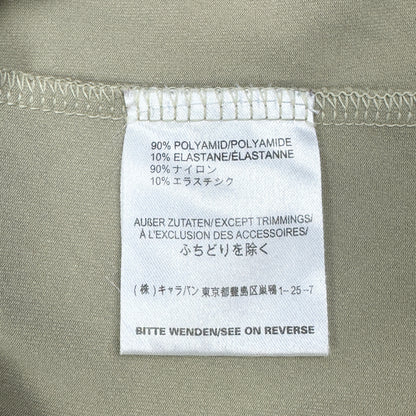 90% POLYAMID/POLYAMIDE
10% ELASTANE/ÉLASTANNE
90% ナイロン
10% エラスチシク
AUßER ZUTATEN/EXCEPT TRIMMINGS/
À L'EXCLUSION DES ACCESSOIRES/
ふちどりを除く
(株) キャラバン 東京都豊島区巣鴨1-25-7
BITTE WENDEN/SEE ON REVERSE